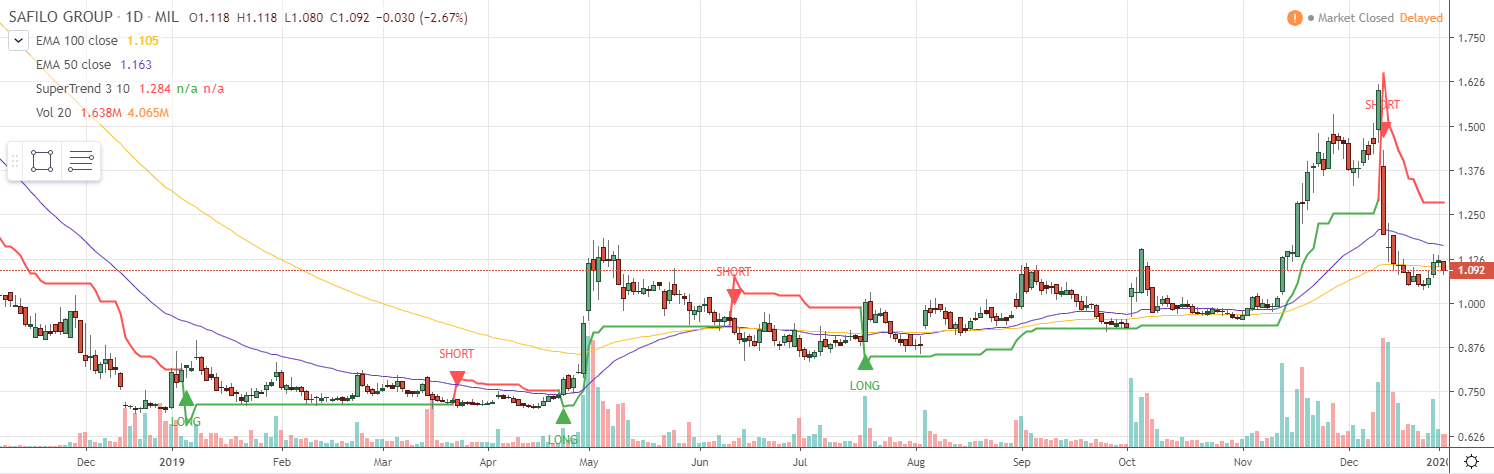 SAFILO GROUP · 1D · MIL O1.118 H1.118 L1.080 C1.092 −0.030 (−2.67%)
! Market Closed Delayed
EMA 100 close 1.105
EMA 50 close 1.163
SuperTrend 3 10 1.284 n/a n/a
Vol 20 1.638M 4.065M
1.750
1.626
1.500
1.376
1.250
1.126
1.092
1.000
0.876
0.750
0.626
SHORT
SHORT
SHORT
LONG
LONG
LONG
Dec 2019 Feb Mar Apr May Jun Jul Aug Sep Oct Nov Dec 2020